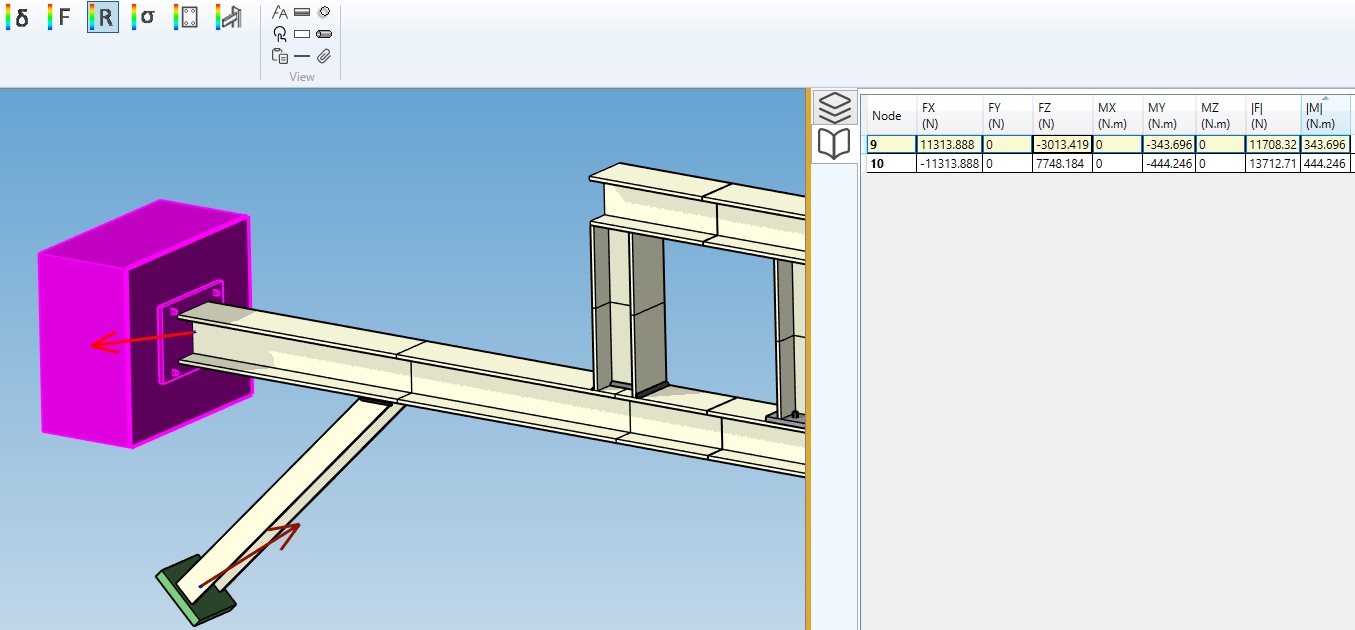 δ F R σ A
View
Node FX (N) FY (N) FZ (N) MX (N.m) MY (N.m) MZ (N.m) |F| (N) |M| (N.m)
9 11313.888 0 -3013.419 0 -343.696 0 11708.32 343.696
10 -11313.888 0 7748.184 0 -444.246 0 13712.71 444.246